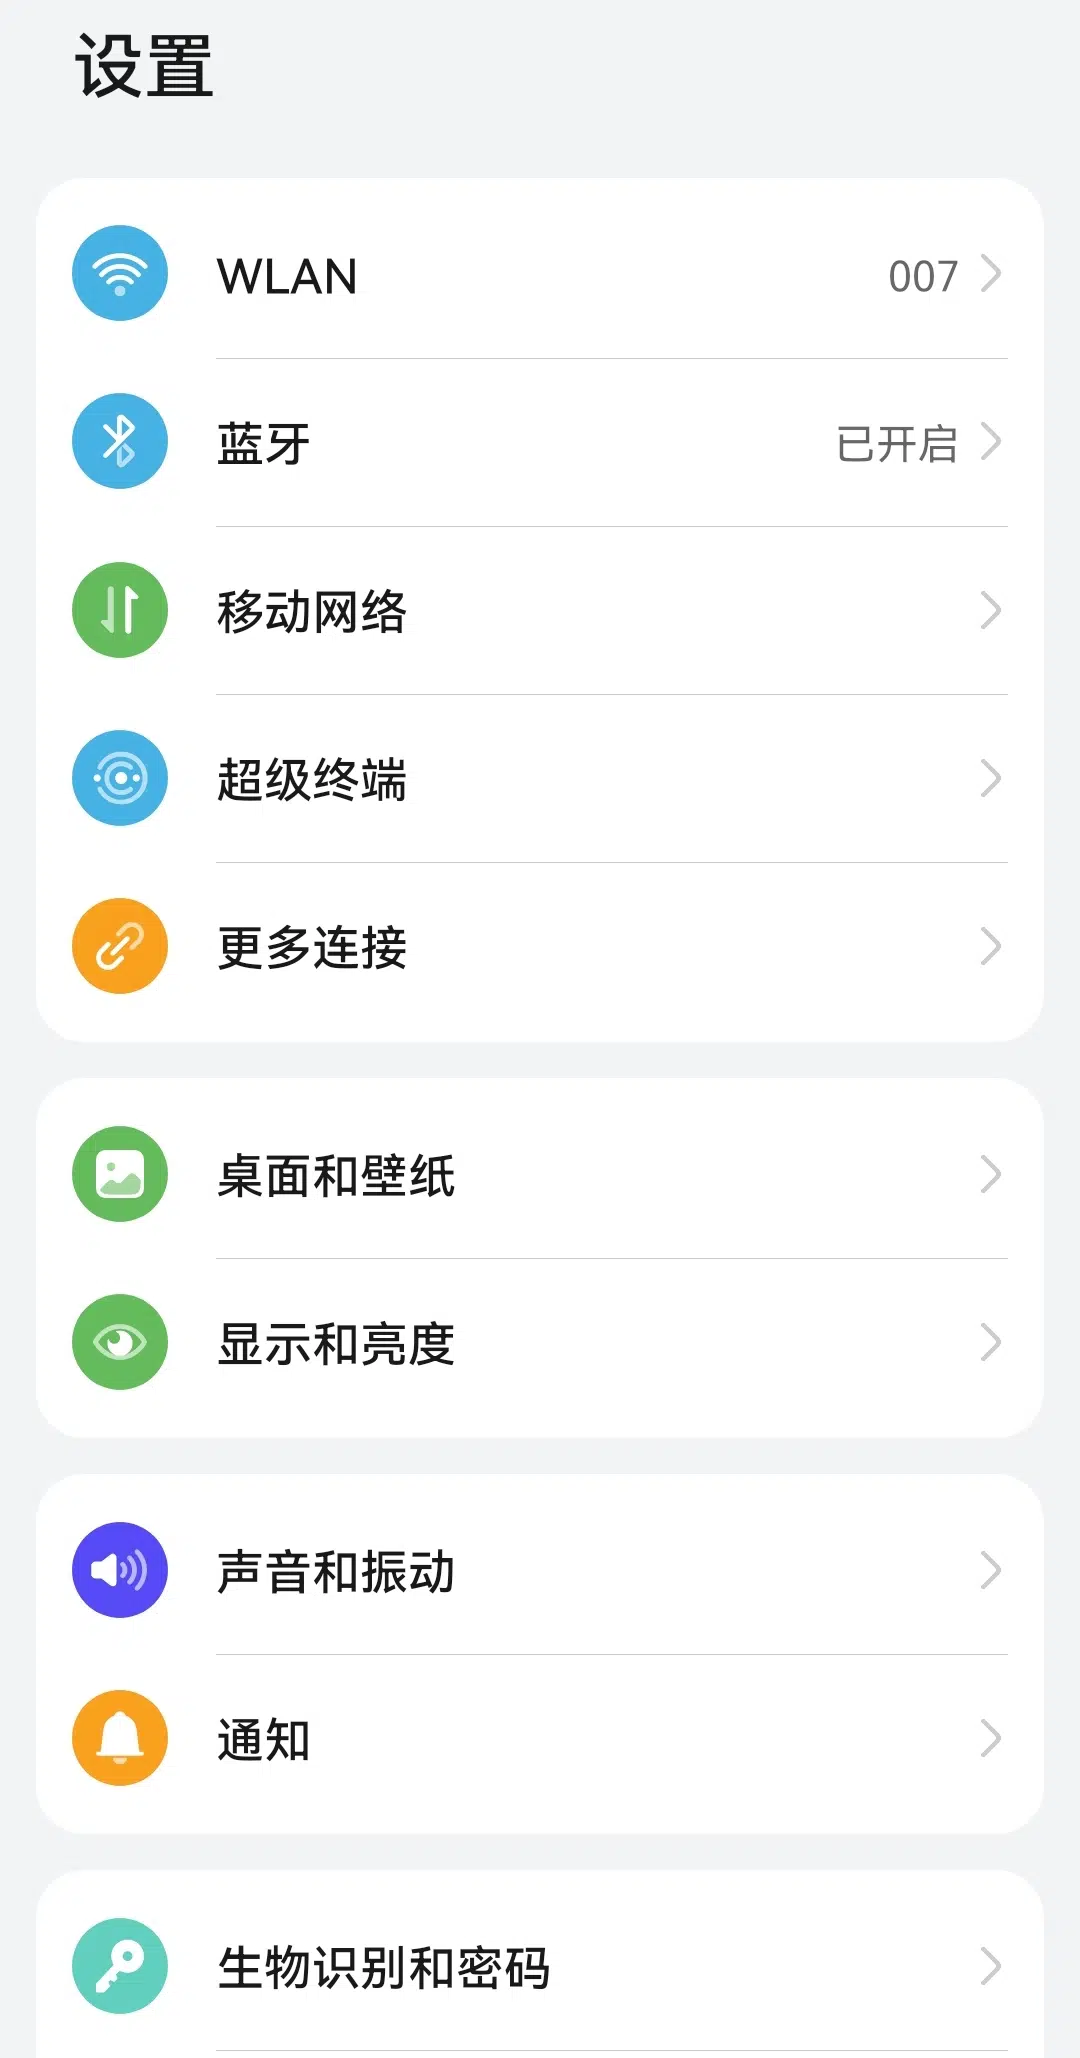 设置
WLAN 007
蓝牙 已开启
移动网络
超级终端
更多连接
桌面和壁纸
显示和亮度
声音和振动
通知
生物识别和密码